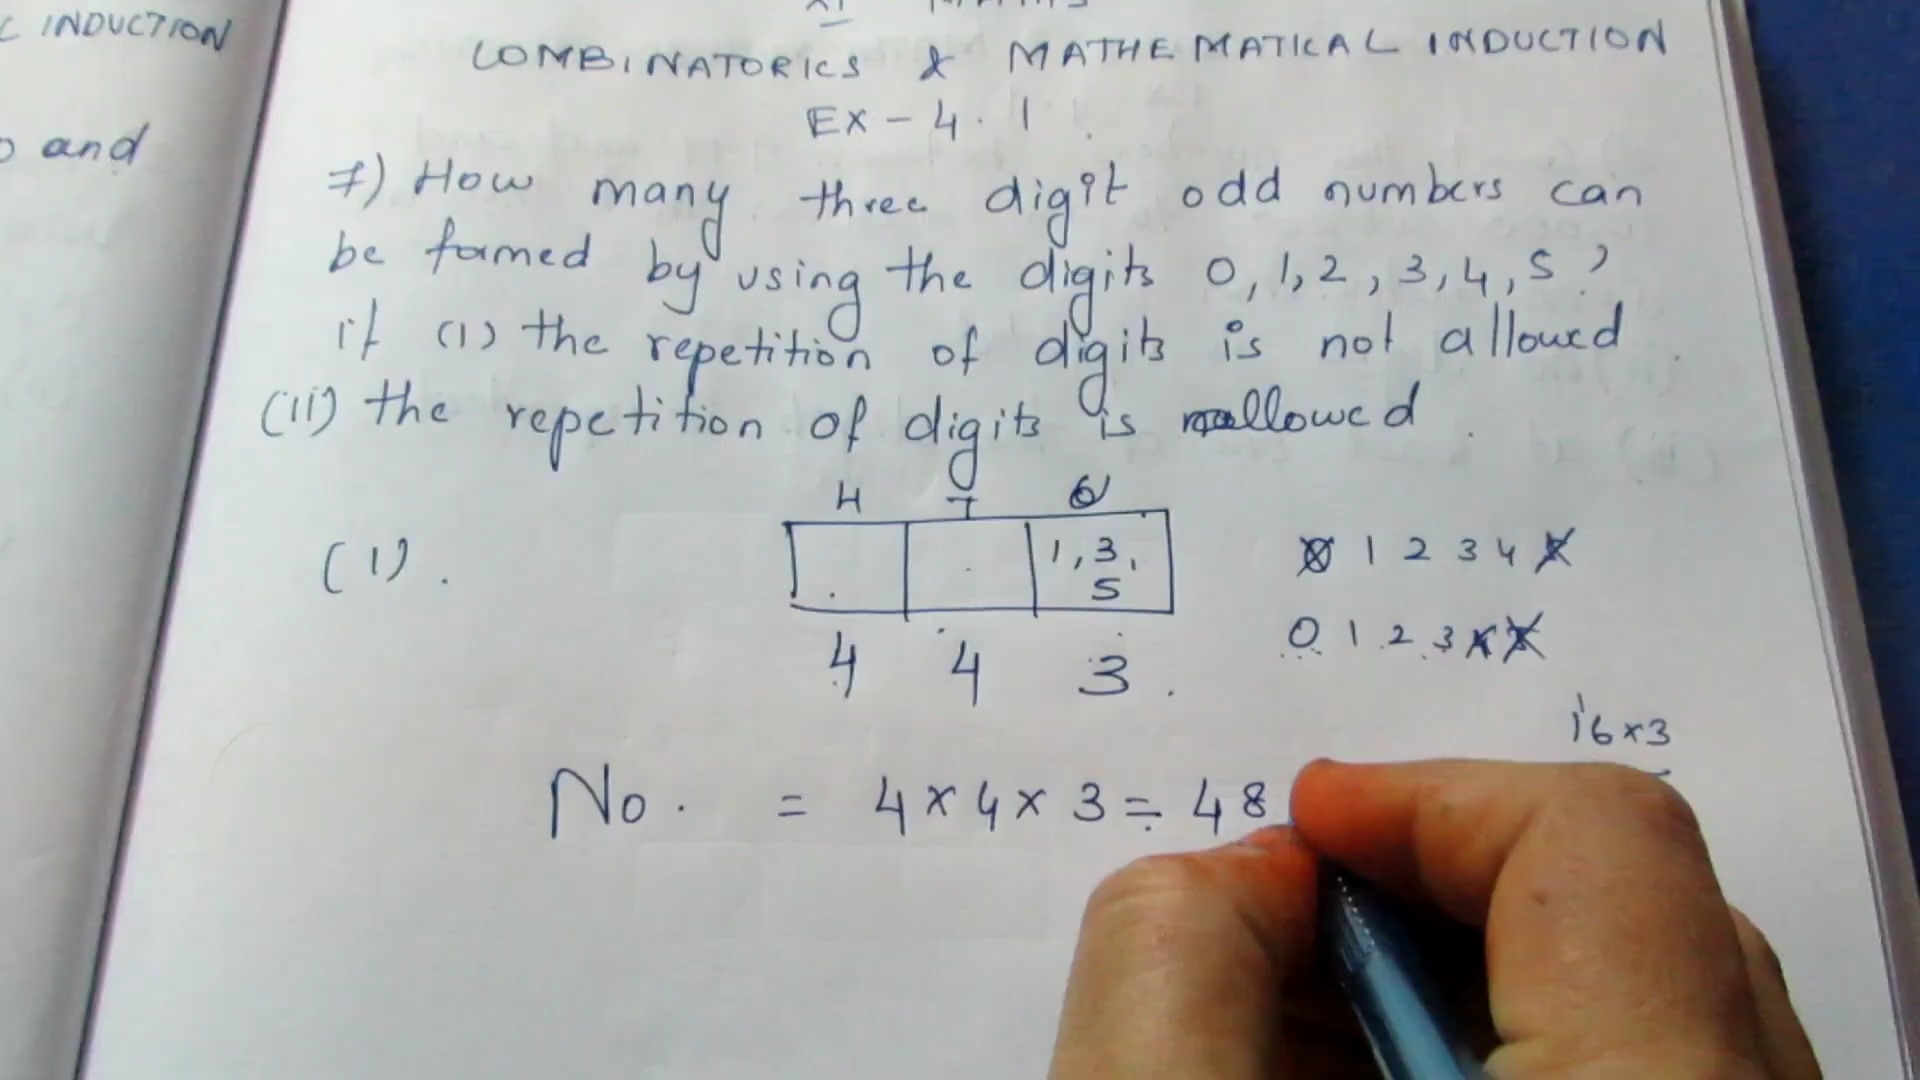 C INDUCTION
and
COMBINATORICS & MATHEMATICAL INDUCTION
EX - 4.1
7) How many three digit odd numbers can
be formed by using the digits 0, 1, 2, 3, 4, 5?
if (i) the repetition of digits is not allowed
(ii) the repetition of digits is allowed
H T O
(1). 1, 3, 5
0 1 2 3 4 5
4 4 3
0 1 2 3 4 5
16 x 3
No. = 4 x 4 x 3 = 48